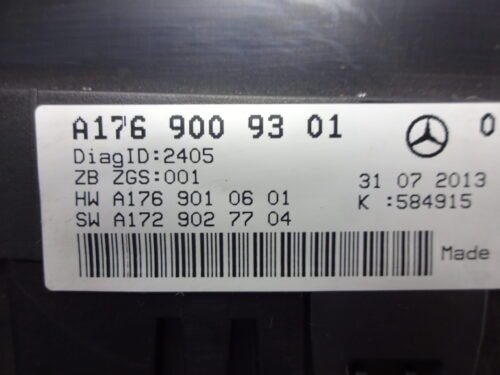 A176 900 93 01 0
DiagID:2405
ZB ZGS:001 31 07 2013
HW A176 901 06 01 K :584915
SW A172 902 77 04
Made